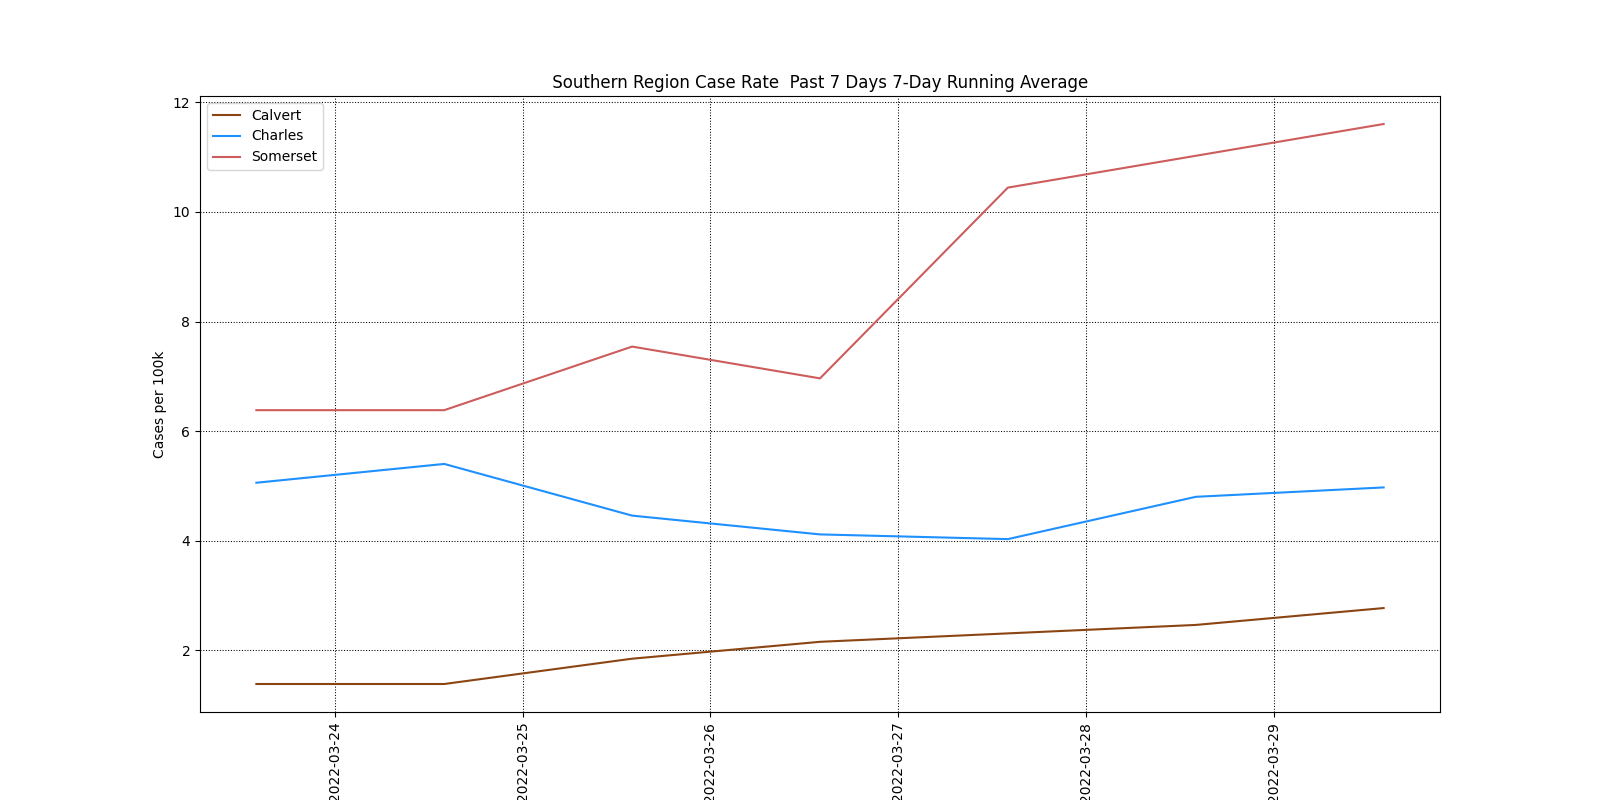 Southern Region Case Rate  Past 7 Days 7-Day Running Average
Calvert
Charles
Somerset
Cases per 100k
12
10
8
6
4
2
2022-03-24
2022-03-25
2022-03-26
2022-03-27
2022-03-28
2022-03-29